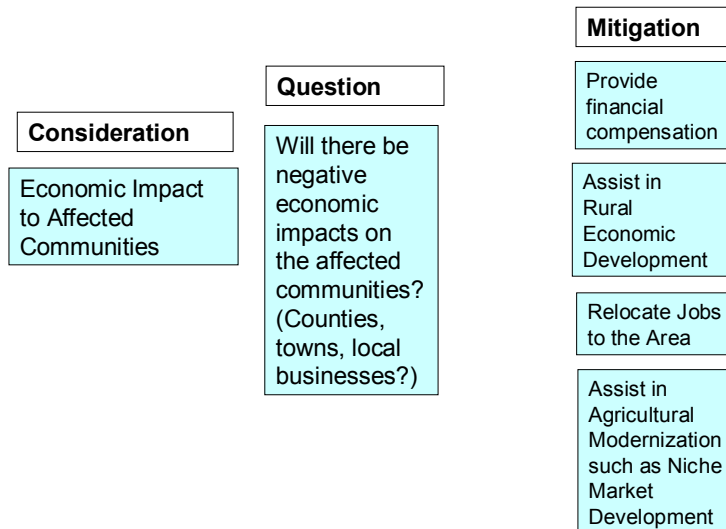 Consideration
Economic Impact
to Affected
Communities
Question
Will there be
negative
economic
impacts on
the affected
communities?
(Counties,
towns, local
businesses?)
Mitigation
Provide
financial
compensation
Assist in
Rural
Economic
Development
Relocate Jobs
to the Area
Assist in
Agricultural
Modernization
such as Niche
Market
Development